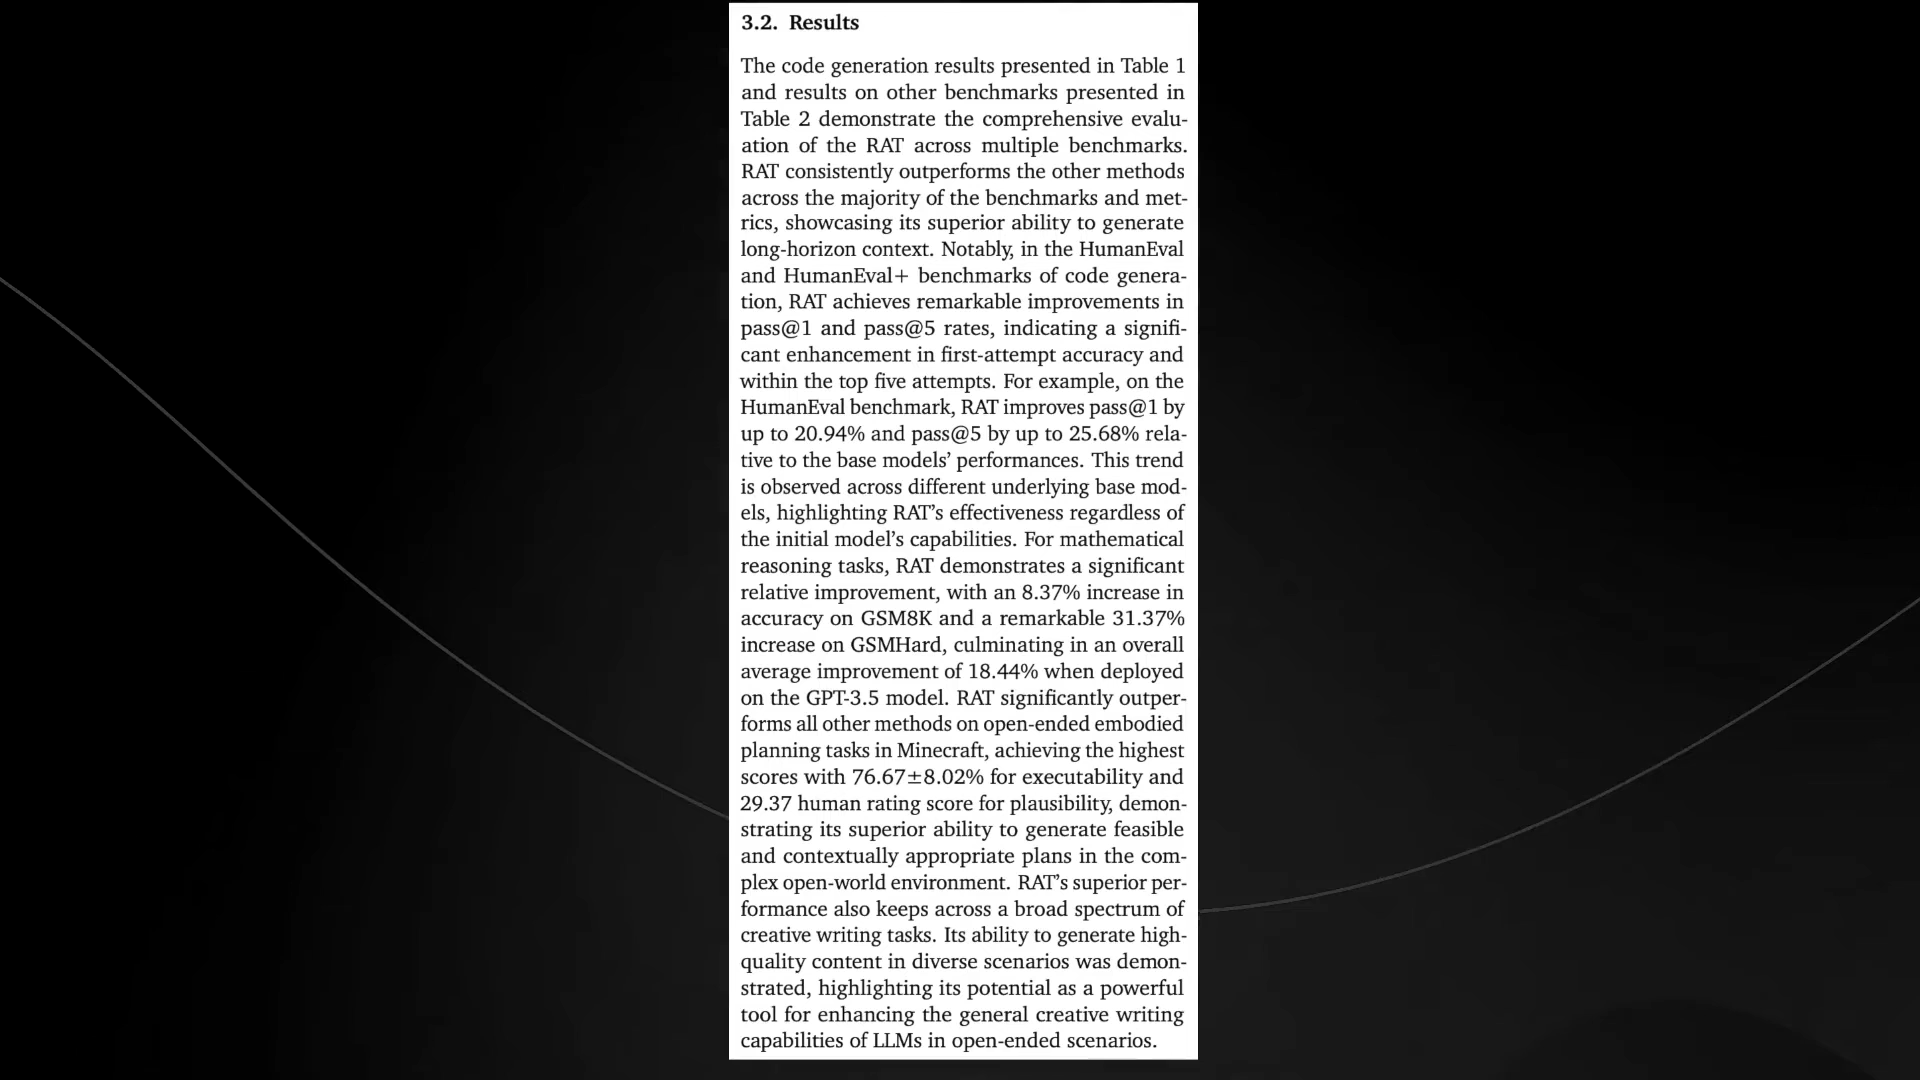 3.2. Results
The code generation results presented in Table 1
and results on other benchmarks presented in
Table 2 demonstrate the comprehensive evalu-
ation of the RAT across multiple benchmarks.
RAT consistently outperforms the other methods
across the majority of the benchmarks and met-
rics, showcasing its superior ability to generate
long-horizon context. Notably, in the HumanEval
and HumanEval+ benchmarks of code genera-
tion, RAT achieves remarkable improvements in
pass@1 and pass@5 rates, indicating a signifi-
cant enhancement in first-attempt accuracy and
within the top five attempts. For example, on the
HumanEval benchmark, RAT improves pass@1 by
up to 20.94% and pass@5 by up to 25.68% rela-
tive to the base models' performances. This trend
is observed across different underlying base mod-
els, highlighting RAT's effectiveness regardless of
the initial model's capabilities. For mathematical
reasoning tasks, RAT demonstrates a significant
relative improvement, with an 8.37% increase in
accuracy on GSM8K and a remarkable 31.37%
increase on GSMHard, culminating in an overall
average improvement of 18.44% when deployed
on the GPT-3.5 model. RAT significantly outper-
forms all other methods on open-ended embodied
planning tasks in Minecraft, achieving the highest
scores with 76.67±8.02% for executability and
29.37 human rating score for plausibility, demon-
strating its superior ability to generate feasible
and contextually appropriate plans in the com-
plex open-world environment. RAT's superior per-
formance also keeps across a broad spectrum of
creative writing tasks. Its ability to generate high-
quality content in diverse scenarios was demon-
strated, highlighting its potential as a powerful
tool for enhancing the general creative writing
capabilities of LLMs in open-ended scenarios.